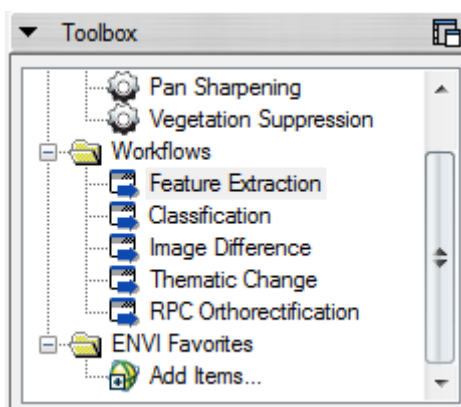 Toolbox
Pan Sharpening
Vegetation Suppression
Workflows
Feature Extraction
Classification
Image Difference
Thematic Change
RPC Orthorectification
ENVI Favorites
Add Items...